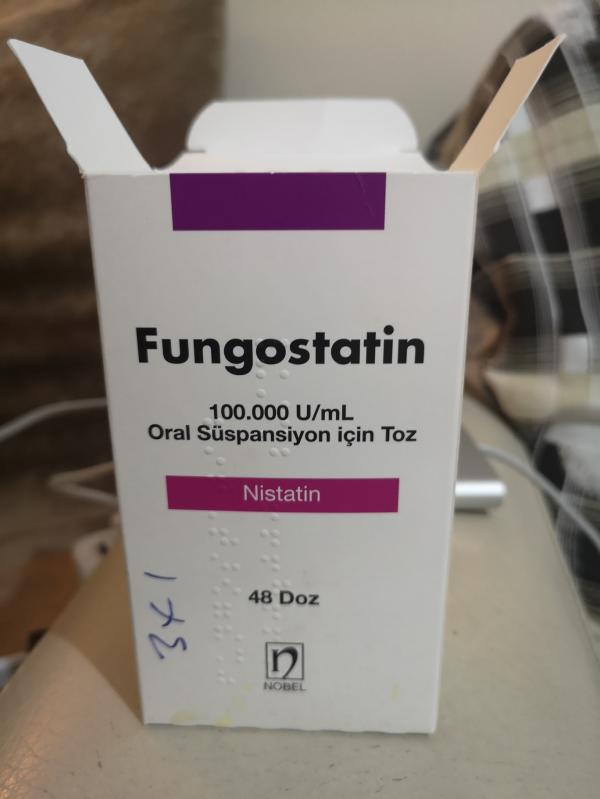 Fungostatin
100.000 U/mL
Oral Süspansiyon için Toz
Nistatin
48 Doz
3x1
NOBEL